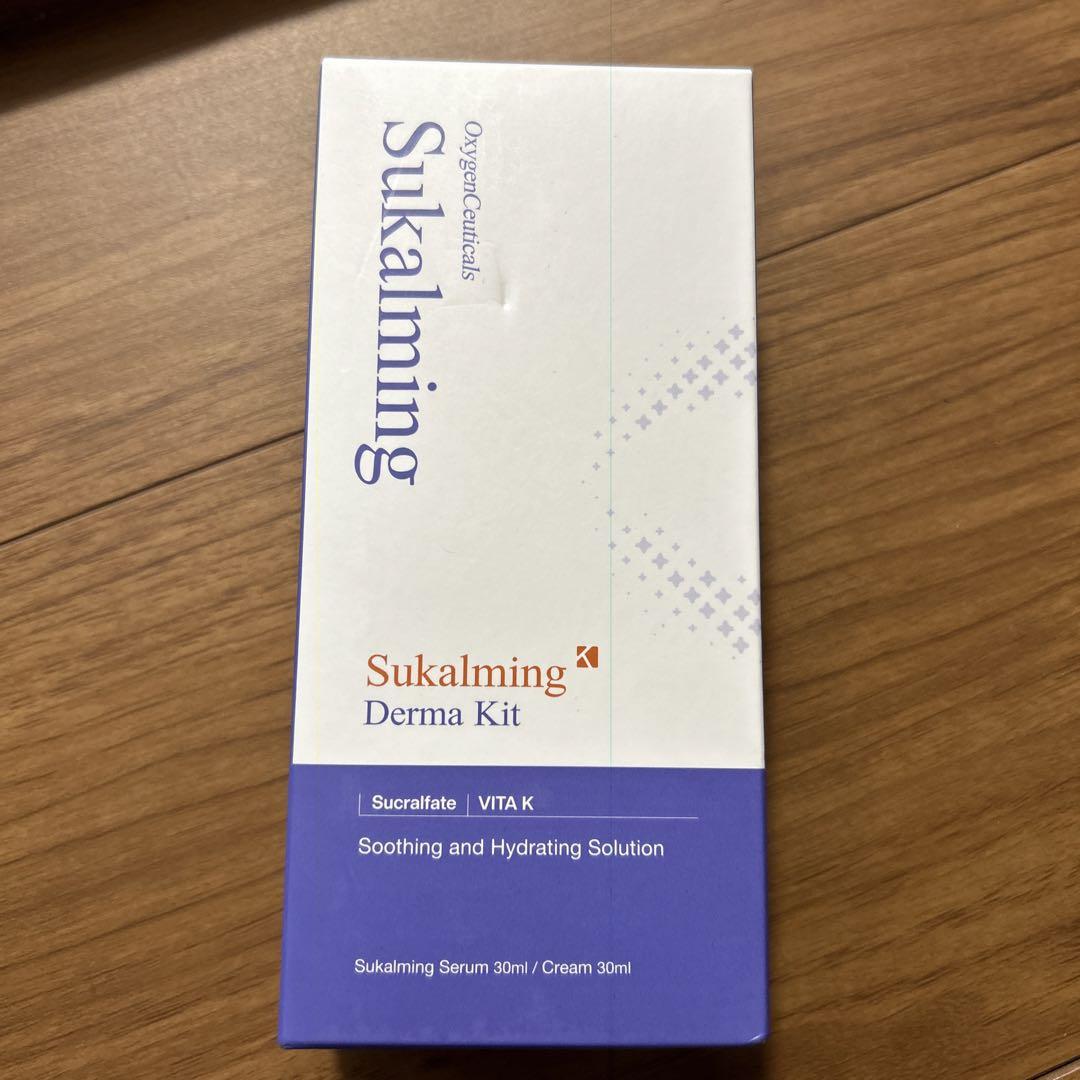 OxygenCeuticals
Sukalming
Sukalming K
Derma Kit
Sucralfate | VITA K
Soothing and Hydrating Solution
Sukalming Serum 30ml / Cream 30ml